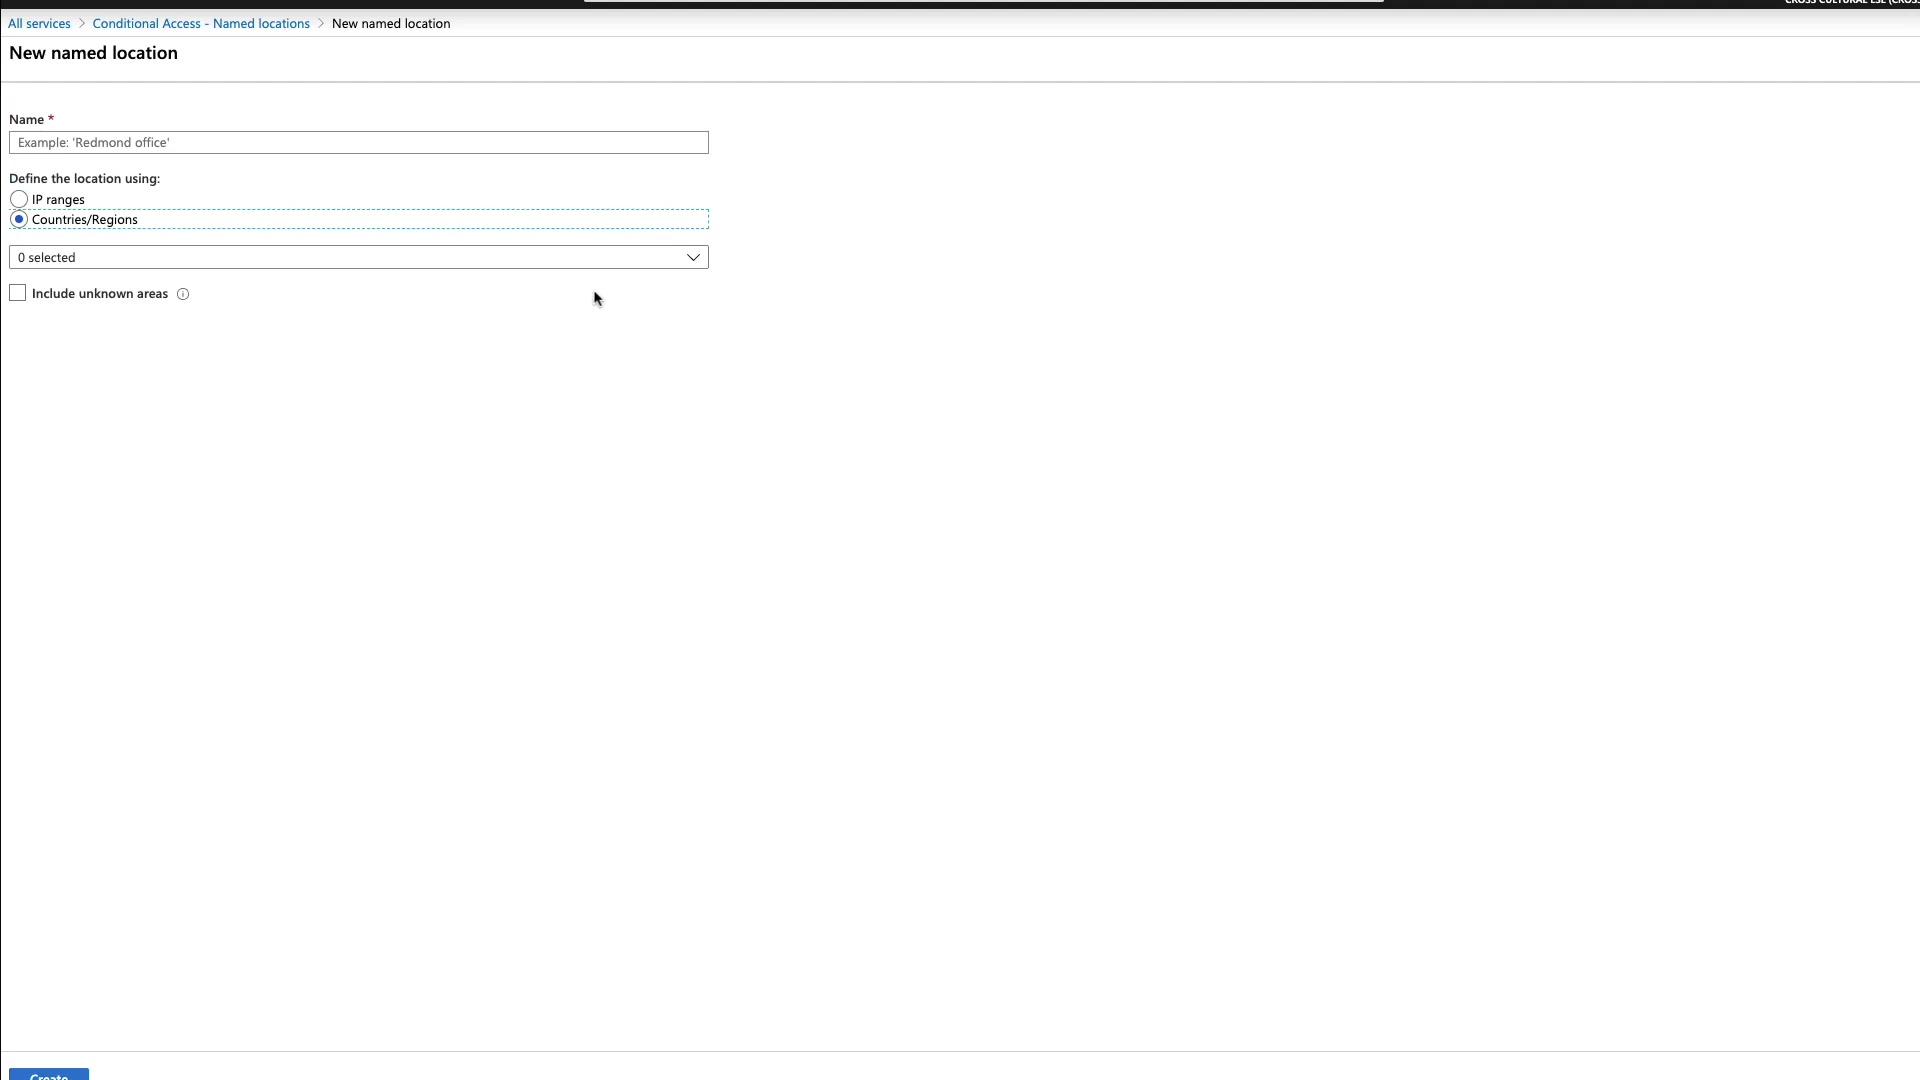 All services > Conditional Access - Named locations > New named location
New named location
Name *
Example: 'Redmond office'
Define the location using:
IP ranges
Countries/Regions
0 selected
Include unknown areas
Create